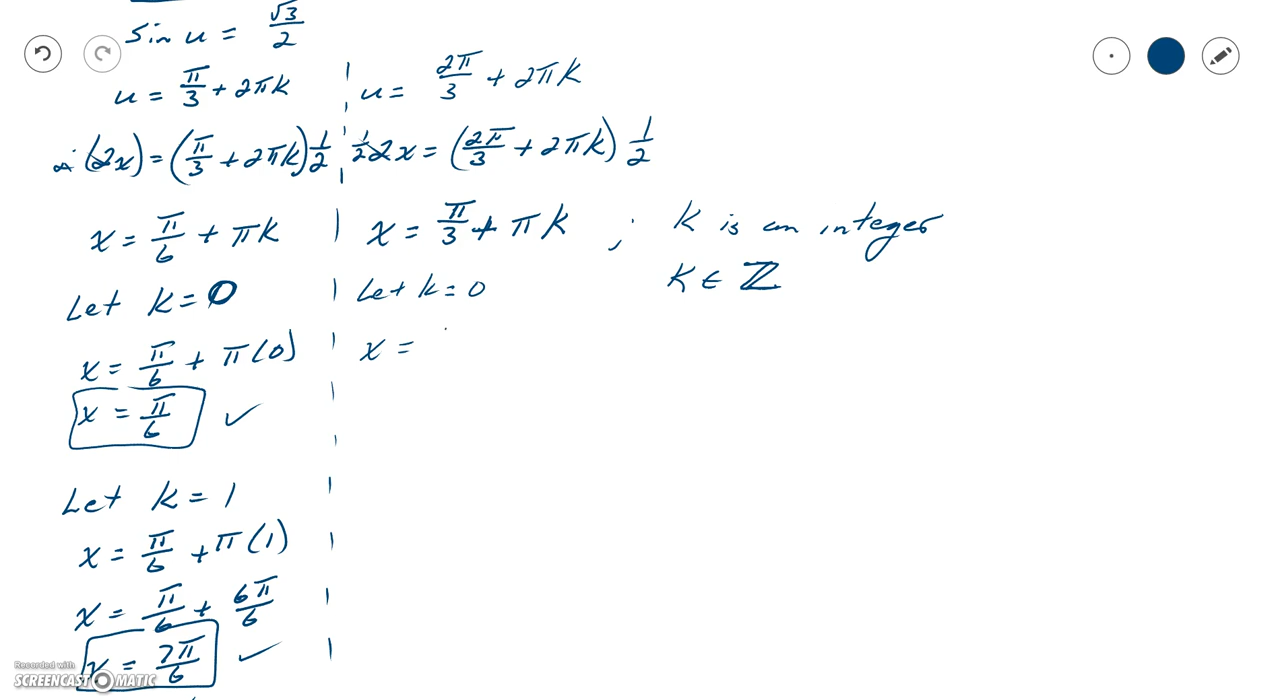 sin u = √3/2
u = π/3 + 2πk ¦ u = 2π/3 + 2πk
(2x) = (π/3 + 2πk) 1/2 ¦ 1/2 · 2x = (2π/3 + 2πk) 1/2
x = π/6 + πk ¦ x = π/3 + πk ; K is an integer
K ∈ ℤ
Let k = 0 ¦ Let k = 0
x = π/6 + π(0) ¦ x =
x = π/6 ✓
Let k = 1
x = π/6 + π(1)
x = π/6 + 6π/6
x = 7π/6 ✓
Recorded with
SCREENCAST-O-MATIC